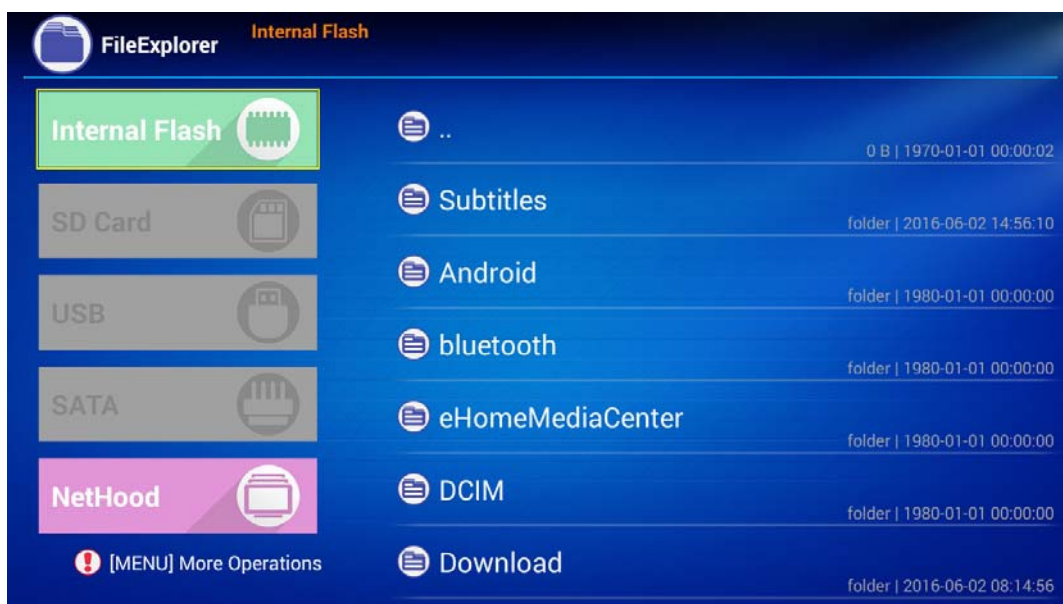 FileExplorer
Internal Flash
Internal Flash
SD Card
USB
SATA
NetHood
[MENU] More Operations
..
0 B | 1970-01-01 00:00:02
Subtitles
folder | 2016-06-02 14:56:10
Android
folder | 1980-01-01 00:00:00
bluetooth
folder | 1980-01-01 00:00:00
eHomeMediaCenter
folder | 1980-01-01 00:00:00
DCIM
folder | 1980-01-01 00:00:00
Download
folder | 2016-06-02 08:14:56